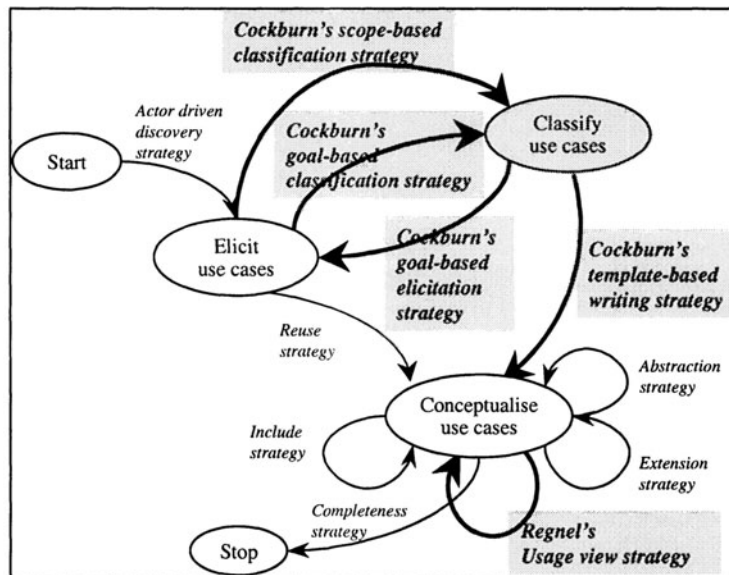 Cockburn's scope-based
classification strategy
Actor driven
discovery
strategy
Start
Cockburn's
goal-based
classification strategy
Classify
use cases
Elicit
use cases
Cockburn's
goal-based
elicitation
strategy
Cockburn's
template-based
writing strategy
Reuse
strategy
Abstraction
strategy
Conceptualise
use cases
Include
strategy
Extension
strategy
Completeness
strategy
Stop
Regnel's
Usage view strategy